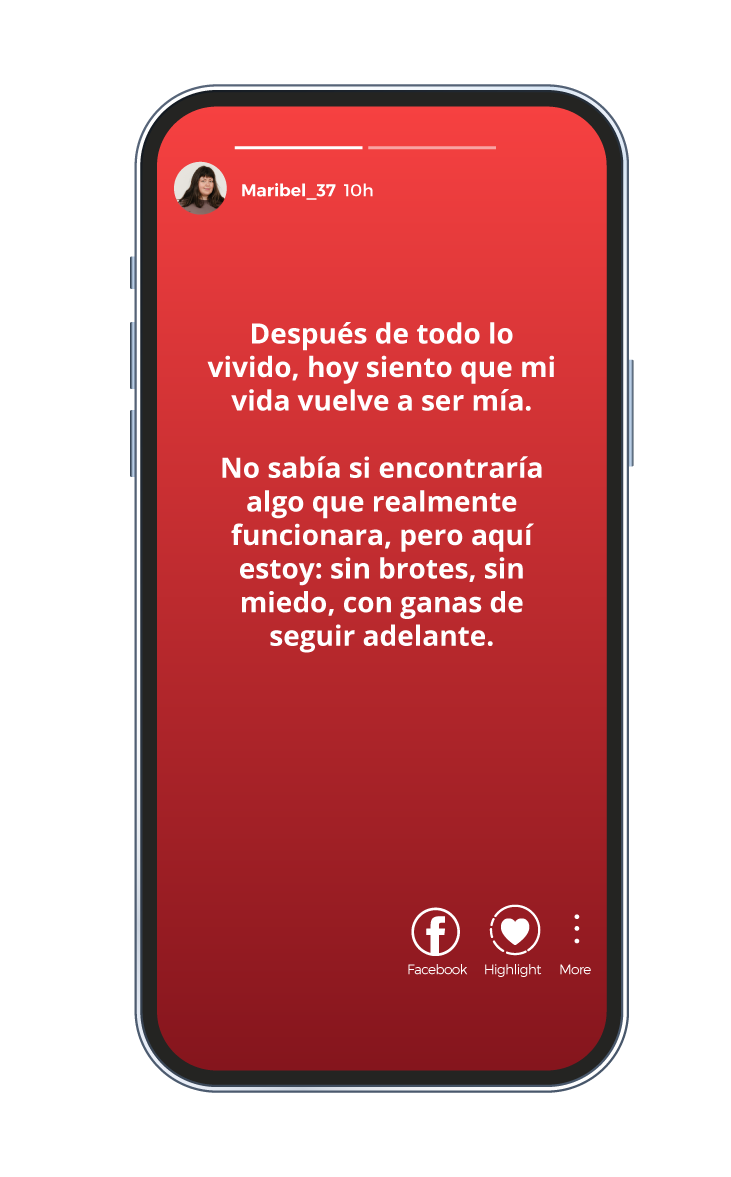 Maribel_37 10h
Después de todo lo
vivido, hoy siento que mi
vida vuelve a ser mía.
No sabía si encontraría
algo que realmente
funcionara, pero aquí
estoy: sin brotes, sin
miedo, con ganas de
seguir adelante.
Facebook Highlight More